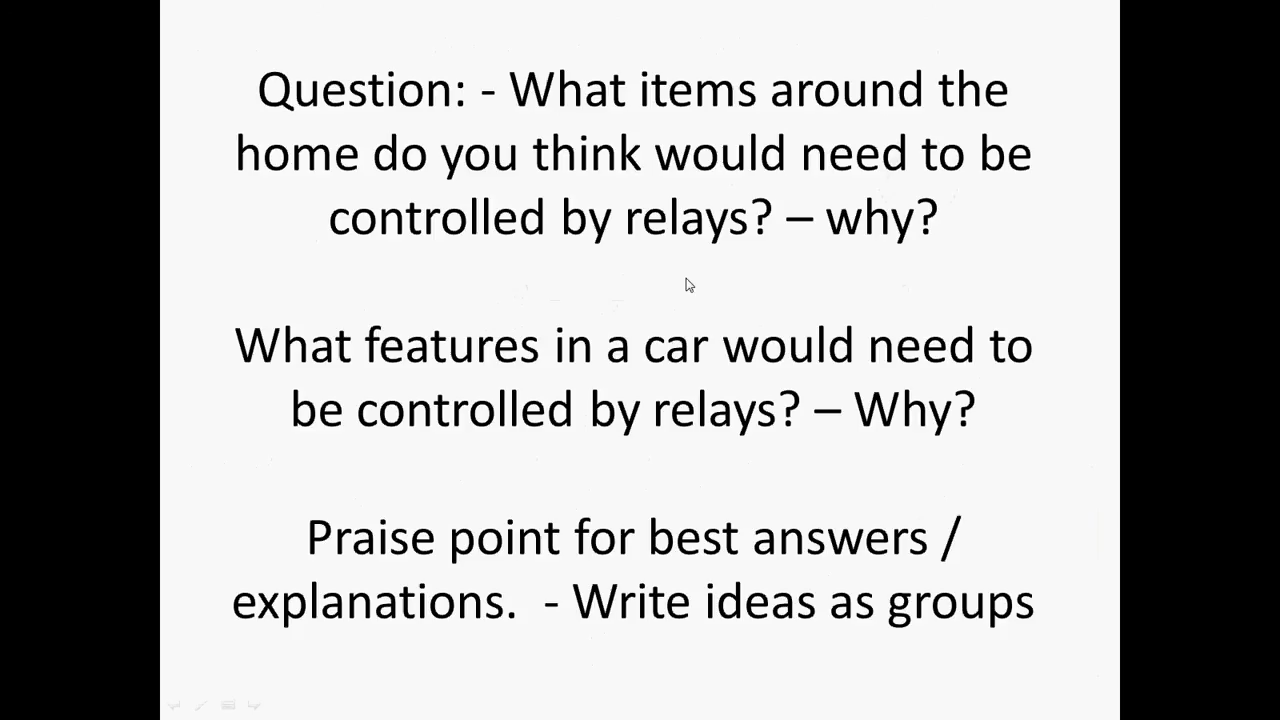 Question: - What items around the
home do you think would need to be
controlled by relays? – why?
What features in a car would need to
be controlled by relays? – Why?
Praise point for best answers /
explanations.  - Write ideas as groups